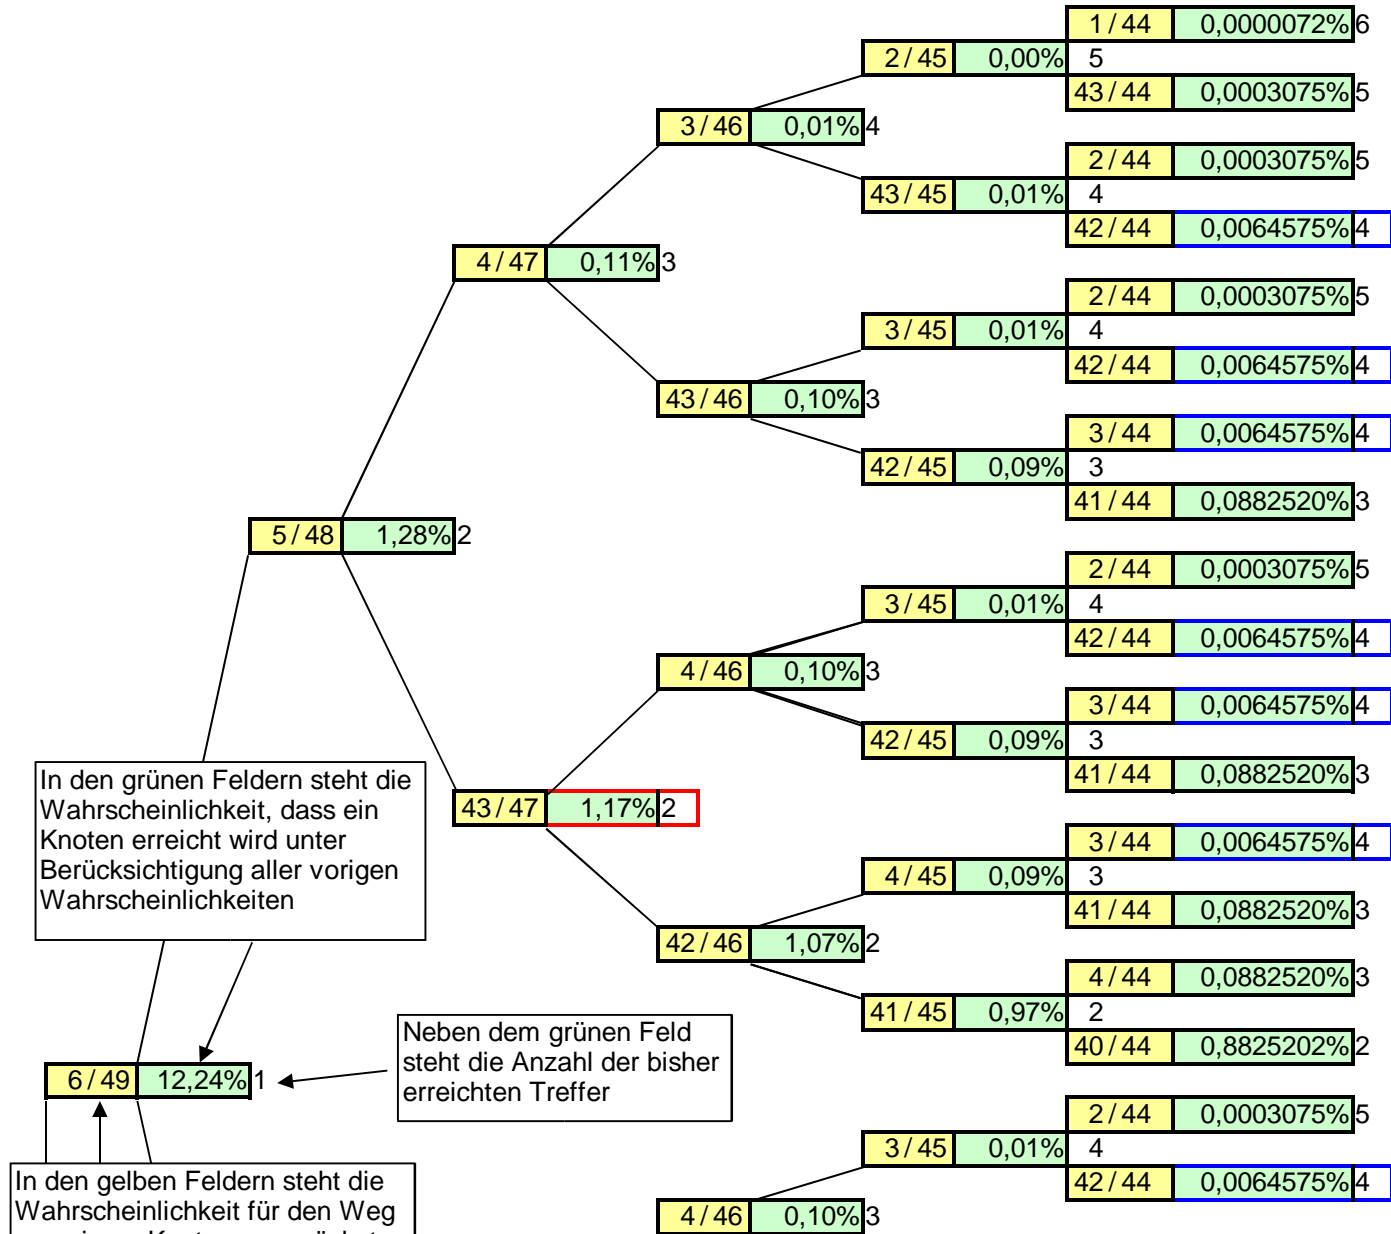 1 / 44 0,0000072% 6
2 / 45 0,00% 5
43 / 44 0,0003075% 5
3 / 46 0,01% 4
2 / 44 0,0003075% 5
43 / 45 0,01% 4
42 / 44 0,0064575% 4
4 / 47 0,11% 3
2 / 44 0,0003075% 5
3 / 45 0,01% 4
42 / 44 0,0064575% 4
43 / 46 0,10% 3
3 / 44 0,0064575% 4
42 / 45 0,09% 3
41 / 44 0,0882520% 3
5 / 48 1,28% 2
2 / 44 0,0003075% 5
3 / 45 0,01% 4
42 / 44 0,0064575% 4
4 / 46 0,10% 3
3 / 44 0,0064575% 4
42 / 45 0,09% 3
41 / 44 0,0882520% 3
In den grünen Feldern steht die
Wahrscheinlichkeit, dass ein
Knoten erreicht wird unter
Berücksichtigung aller vorigen
Wahrscheinlichkeiten
43 / 47 1,17% 2
3 / 44 0,0064575% 4
4 / 45 0,09% 3
41 / 44 0,0882520% 3
42 / 46 1,07% 2
4 / 44 0,0882520% 3
41 / 45 0,97% 2
40 / 44 0,8825202% 2
Neben dem grünen Feld
steht die Anzahl der bisher
erreichten Treffer
6 / 49 12,24% 1
2 / 44 0,0003075% 5
3 / 45 0,01% 4
42 / 44 0,0064575% 4
In den gelben Feldern steht die
Wahrscheinlichkeit für den Weg
4 / 46 0,10% 3